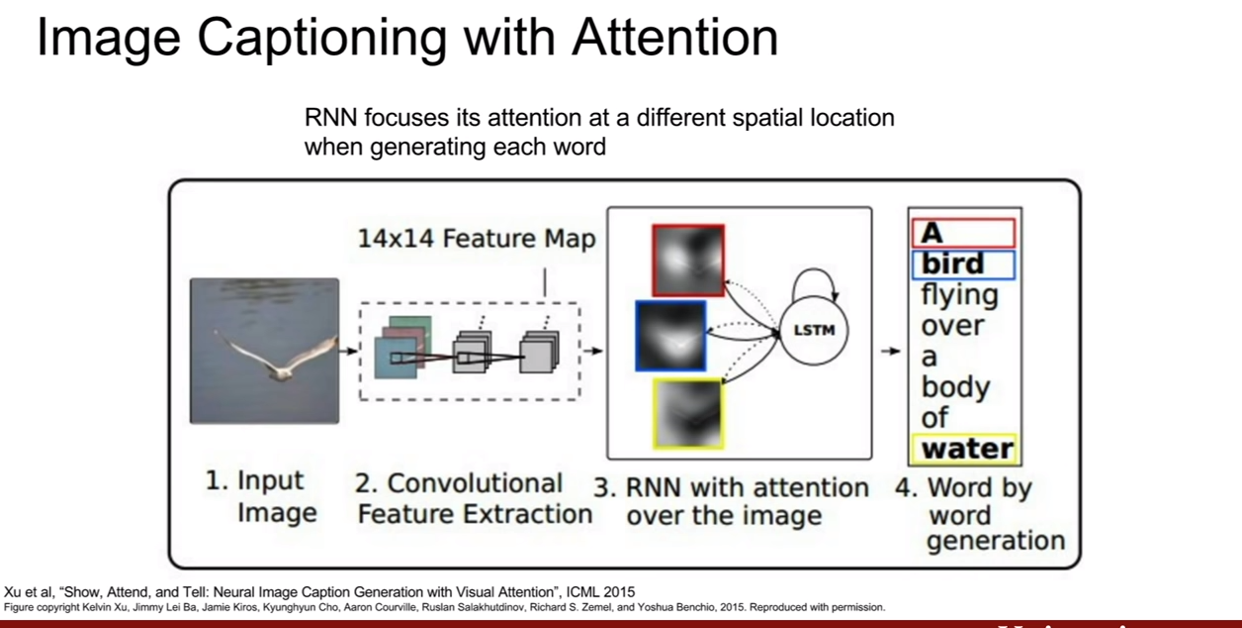 Image Captioning with Attention
RNN focuses its attention at a different spatial location
when generating each word
14x14 Feature Map
LSTM
A
bird
flying
over
a
body
of
water
1. Input
Image
2. Convolutional
Feature Extraction
3. RNN with attention
over the image
4. Word by
word
generation
Xu et al, “Show, Attend, and Tell: Neural Image Caption Generation with Visual Attention”, ICML 2015
Figure copyright Kelvin Xu, Jimmy Lei Ba, Jamie Kiros, Kyunghyun Cho, Aaron Courville, Ruslan Salakhutdinov, Richard S. Zemel, and Yoshua Benchio, 2015. Reproduced with permission.